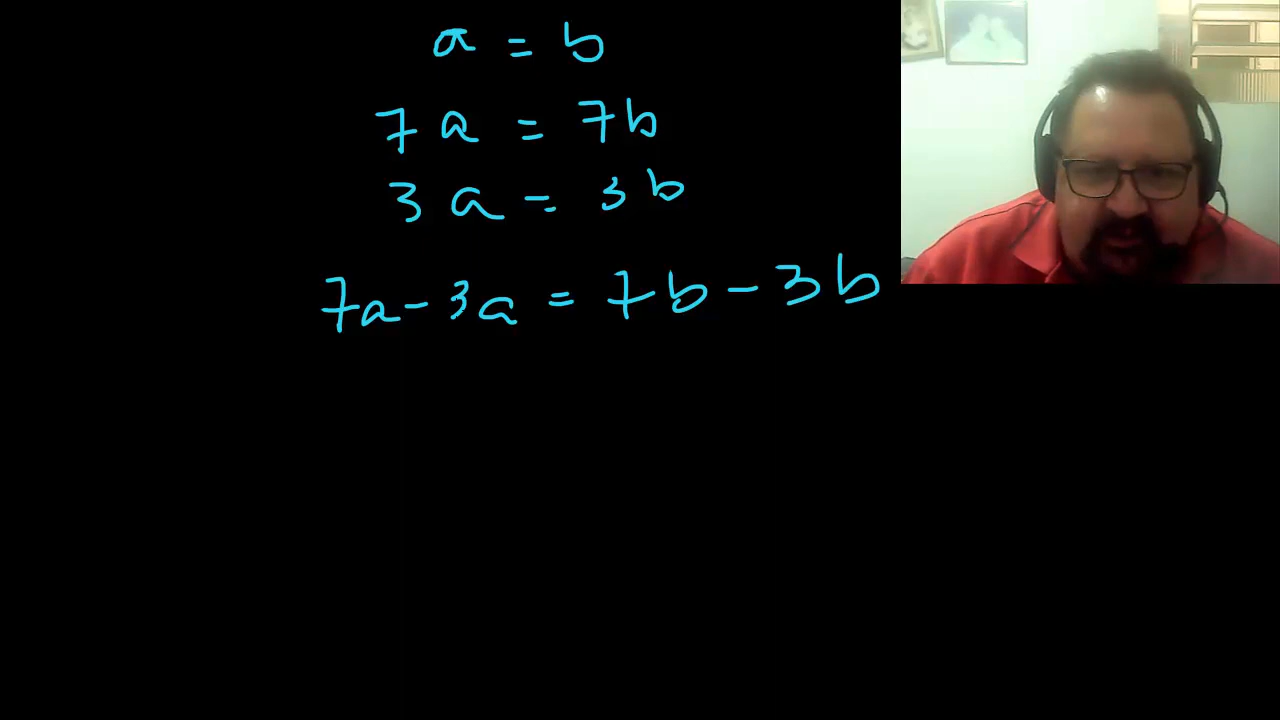 a = b
7a = 7b
3a = 3b
7a - 3a = 7b - 3b